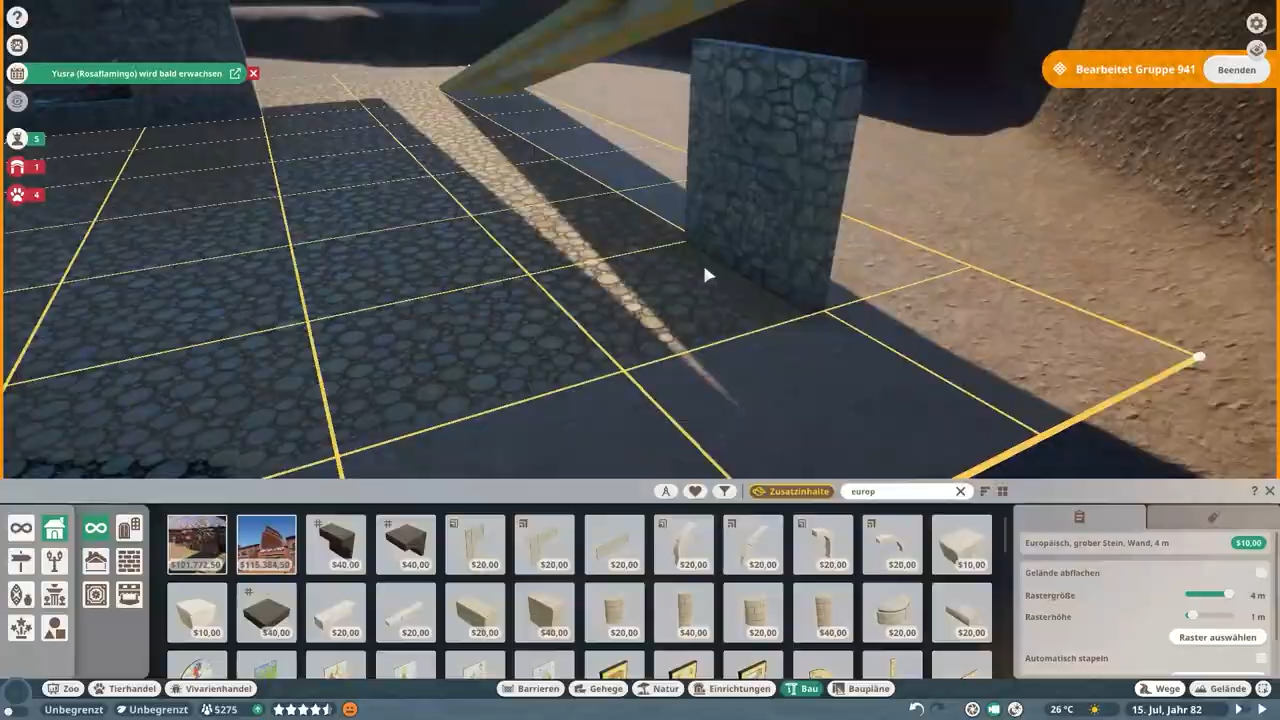 ?
Yusra (Rosaflamingo) wird bald erwachsen
5
1
4
Bearbeitet Gruppe 941
Beenden
Zusatzinhalte
europ
?
$101.772,50
$115.384,50
$40,00
$40,00
$20,00
$20,00
$20,00
$20,00
$20,00
$20,00
$20,00
$10,00
$10,00
$40,00
$20,00
$20,00
$20,00
$40,00
$20,00
$40,00
$20,00
$40,00
$20,00
$20,00
Europäisch, grober Stein, Wand, 4 m
$10,00
Gelände abflachen
Rastergröße
4 m
Rasterhöhe
1 m
Raster auswählen
Automatisch stapeln
Zoo
Tierhandel
Vivarienhandel
Barrieren
Gehege
Natur
Einrichtungen
Bau
Baupläne
Wege
Gelände
Unbegrenzt
Unbegrenzt
5275
26 °C
15. Jul, Jahr 82